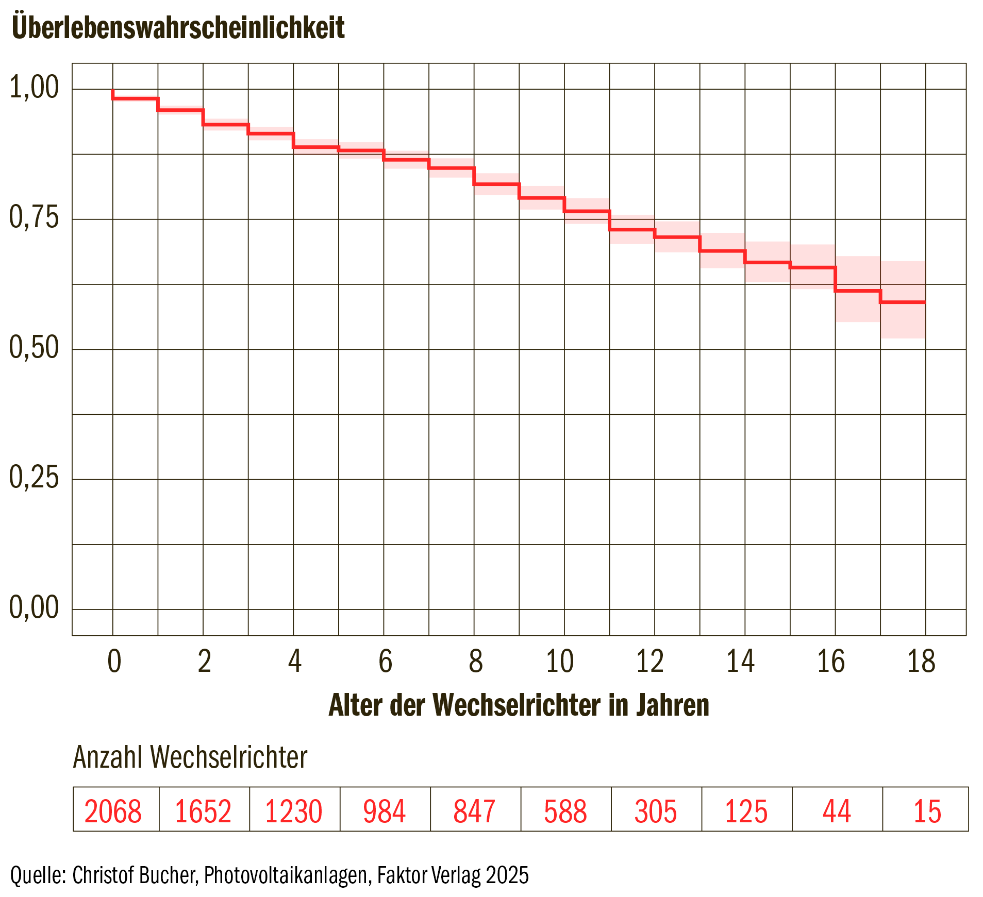 Überlebenswahrscheinlichkeit
1,00
0,75
0,50
0,25
0,00
0 2 4 6 8 10 12 14 16 18
Alter der Wechselrichter in Jahren
Anzahl Wechselrichter
2068 1652 1230 984 847 588 305 125 44 15
Quelle: Christof Bucher, Photovoltaikanlagen, Faktor Verlag 2025